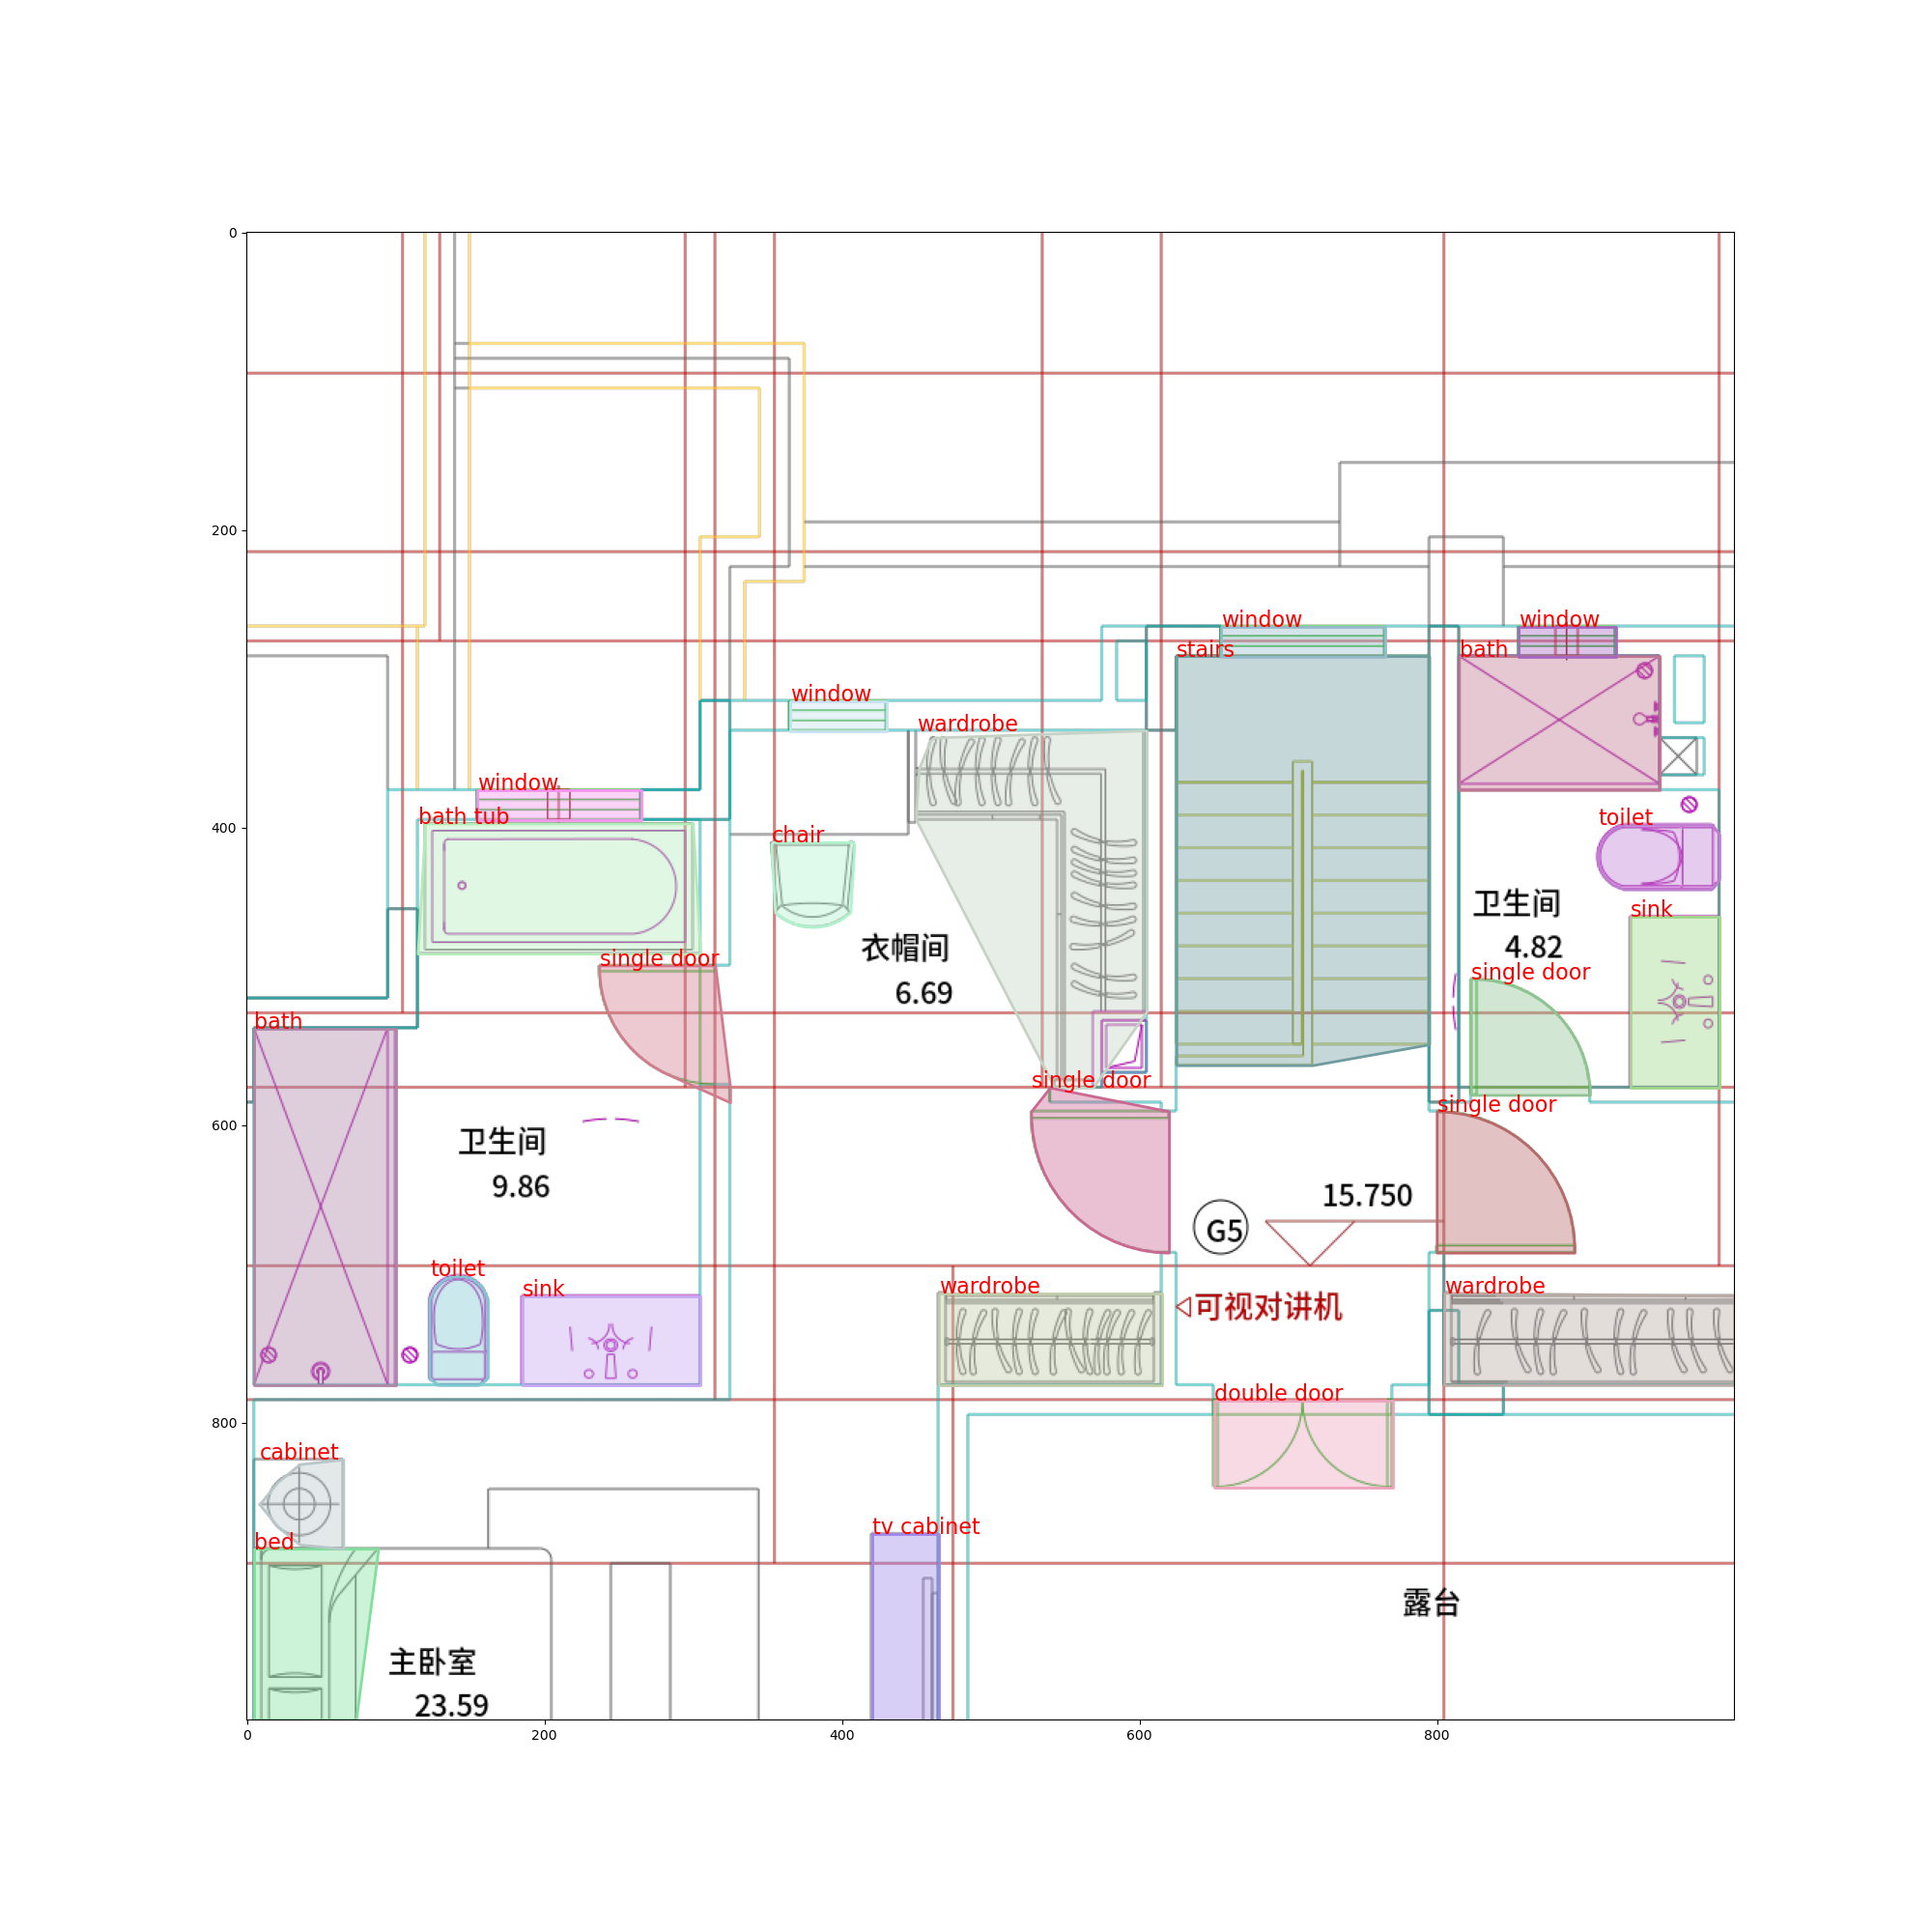 0
200
window
window
stairs
bath
window
wardrobe
window
bath tub
400
chair
toilet
卫生间
4.82
sink
衣帽间
6.69
single door
single door
bath
single door
single door
600
卫生间
9.86
15.750
G5
toilet
sink
wardrobe
wardrobe
可视对讲机
double door
800
cabinet
tv cabinet
bed
露台
主卧室
23.59
0
200
400
600
800